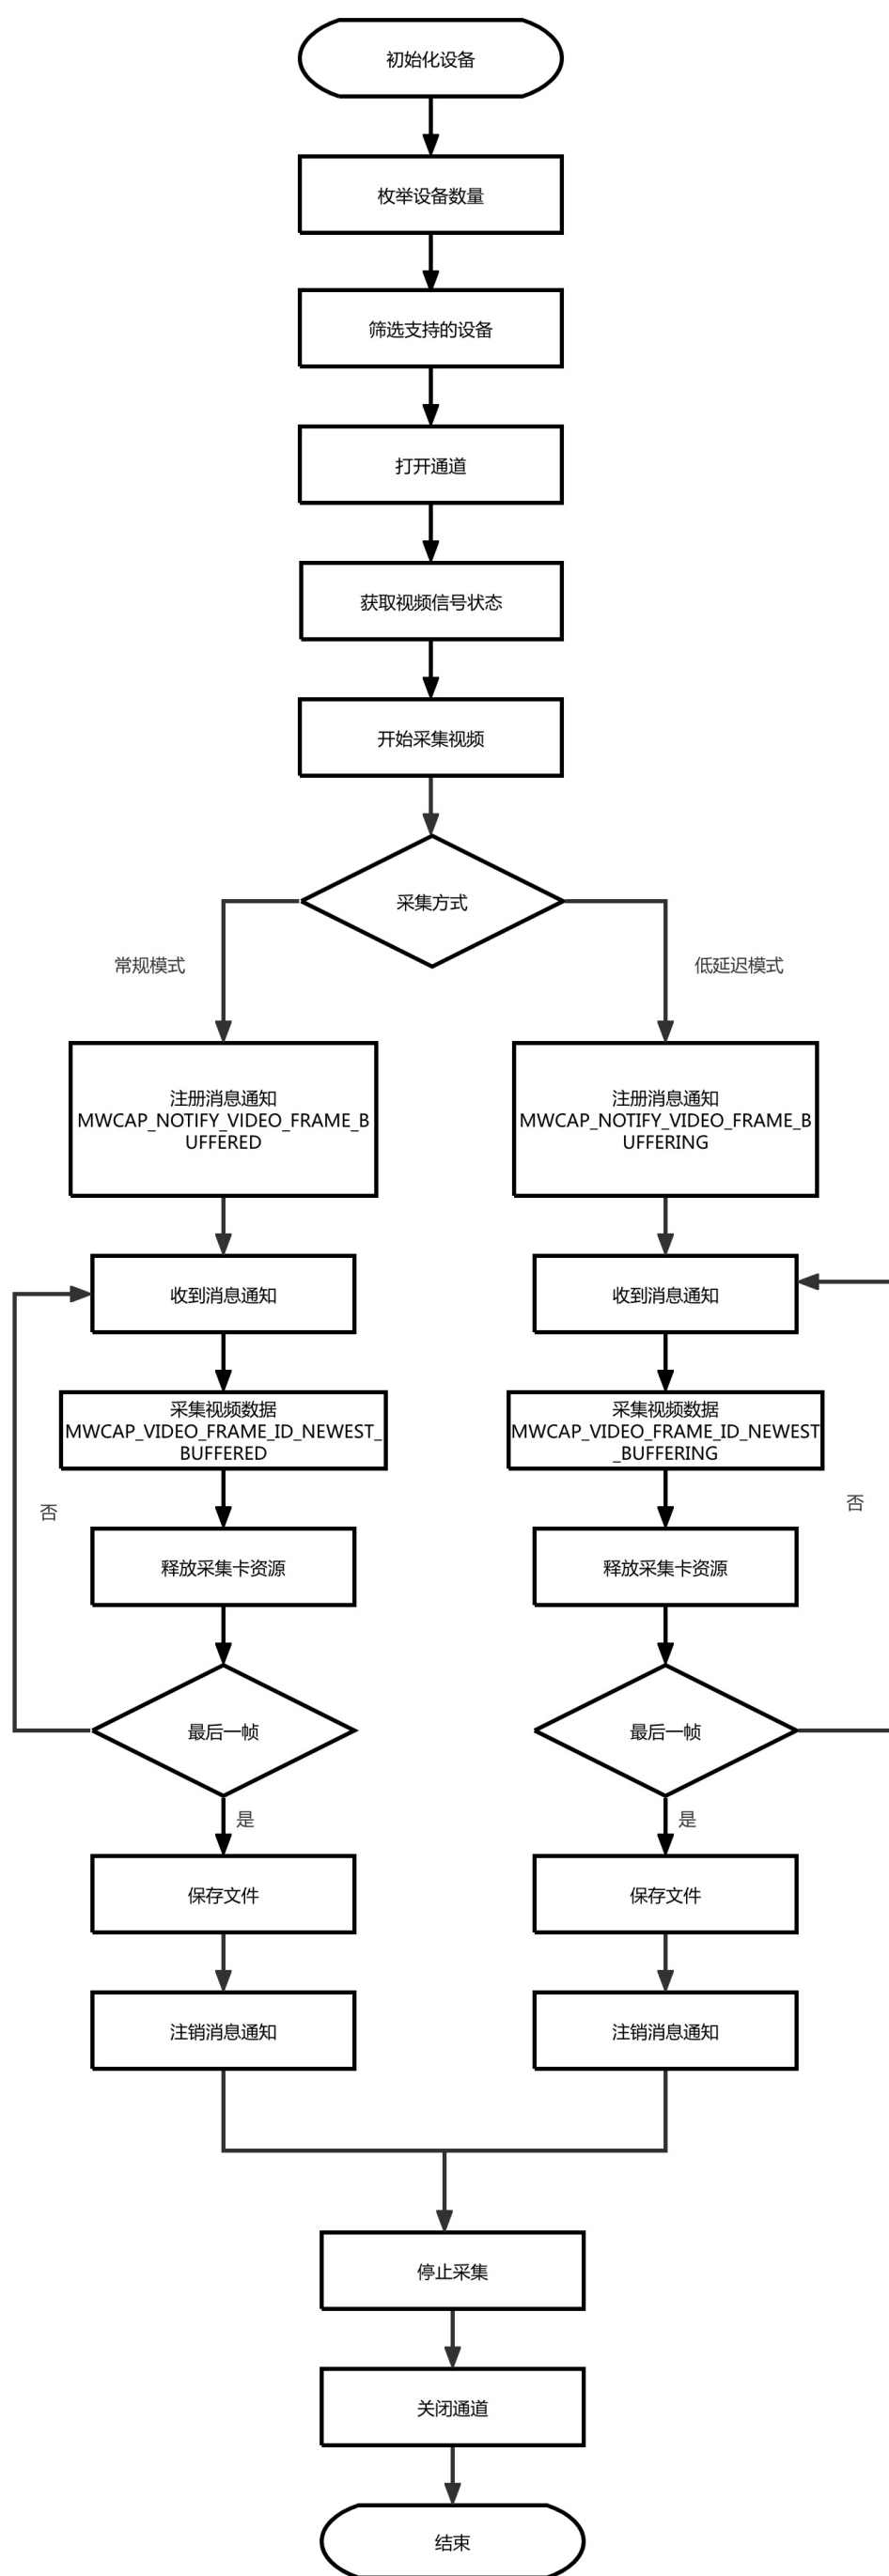 初始化设备
枚举设备数量
筛选支持的设备
打开通道
获取视频信号状态
开始采集视频
采集方式
常规模式
低延迟模式
注册消息通知
MWCAP_NOTIFY_VIDEO_FRAME_B
UFFERED
注册消息通知
MWCAP_NOTIFY_VIDEO_FRAME_B
UFFERING
收到消息通知
收到消息通知
采集视频数据
MWCAP_VIDEO_FRAME_ID_NEWEST_
BUFFERED
采集视频数据
MWCAP_VIDEO_FRAME_ID_NEWEST
_BUFFERING
否
否
释放采集卡资源
释放采集卡资源
最后一帧
最后一帧
是
是
保存文件
保存文件
注销消息通知
注销消息通知
停止采集
关闭通道
结束